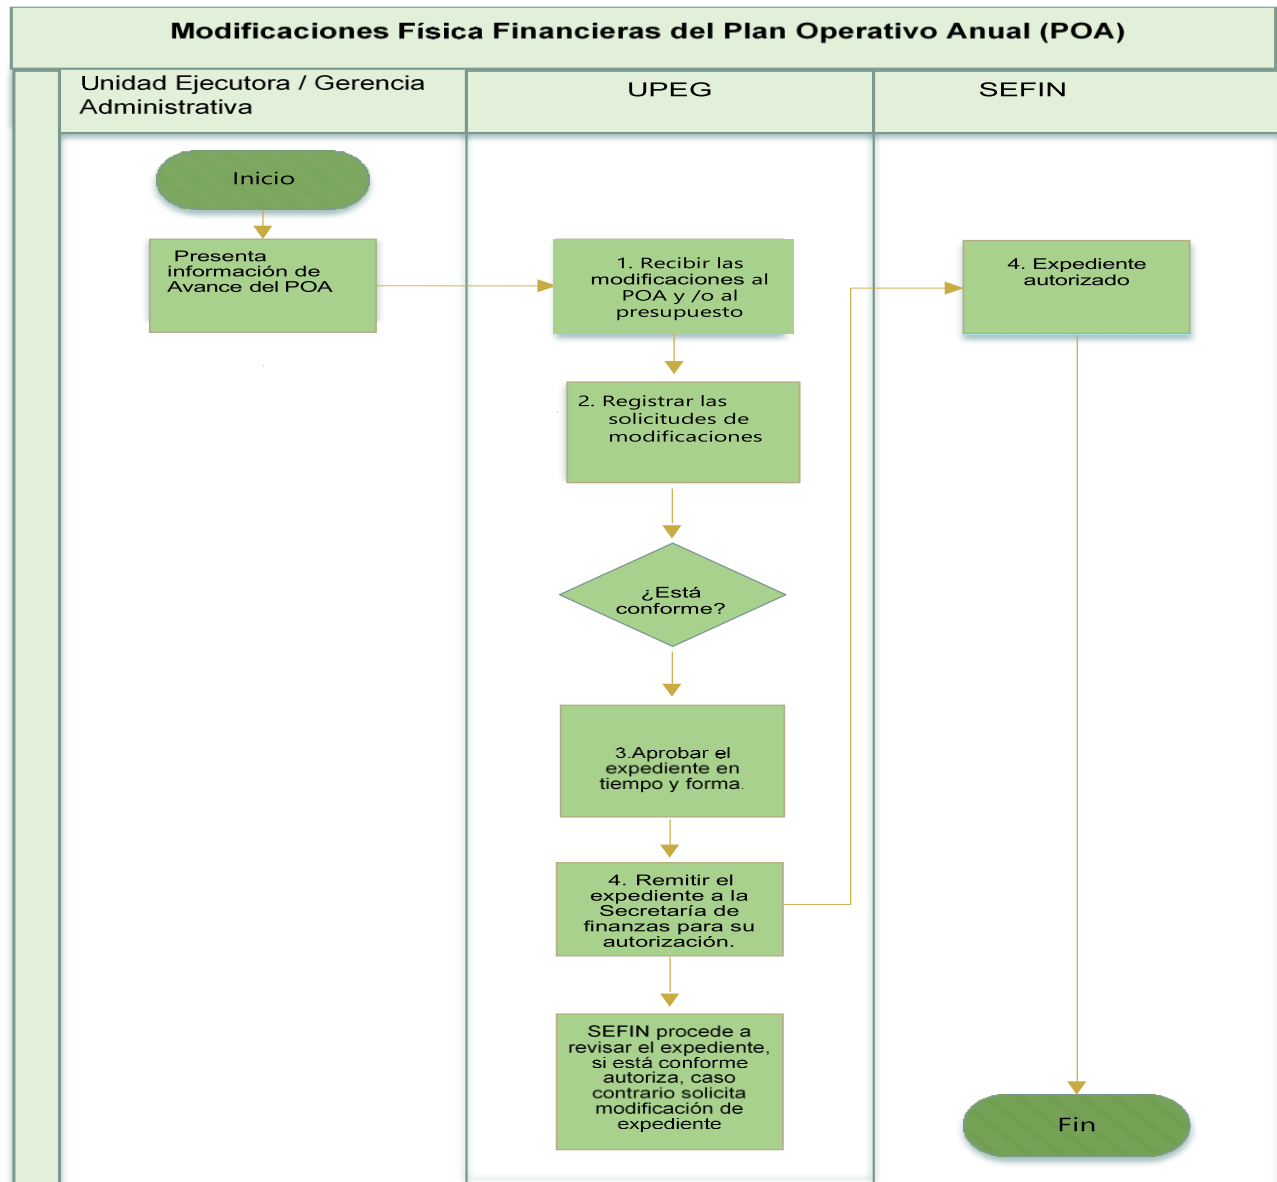 Modificaciones Física Financieras del Plan Operativo Anual (POA)
Unidad Ejecutora / Gerencia
Administrativa
UPEG
SEFIN
Inicio
Presenta
información de
Avance del POA
1. Recibir las
modificaciones al
POA y /o al
presupuesto
4. Expediente
autorizado
2. Registrar las
solicitudes de
modificaciones
¿Está
conforme?
3.Aprobar el
expediente en
tiempo y forma.
4. Remitir el
expediente a la
Secretaría de
finanzas para su
autorización.
SEFIN procede a
revisar el expediente,
si está conforme
autoriza, caso
contrario solicita
modificación de
expediente
Fin